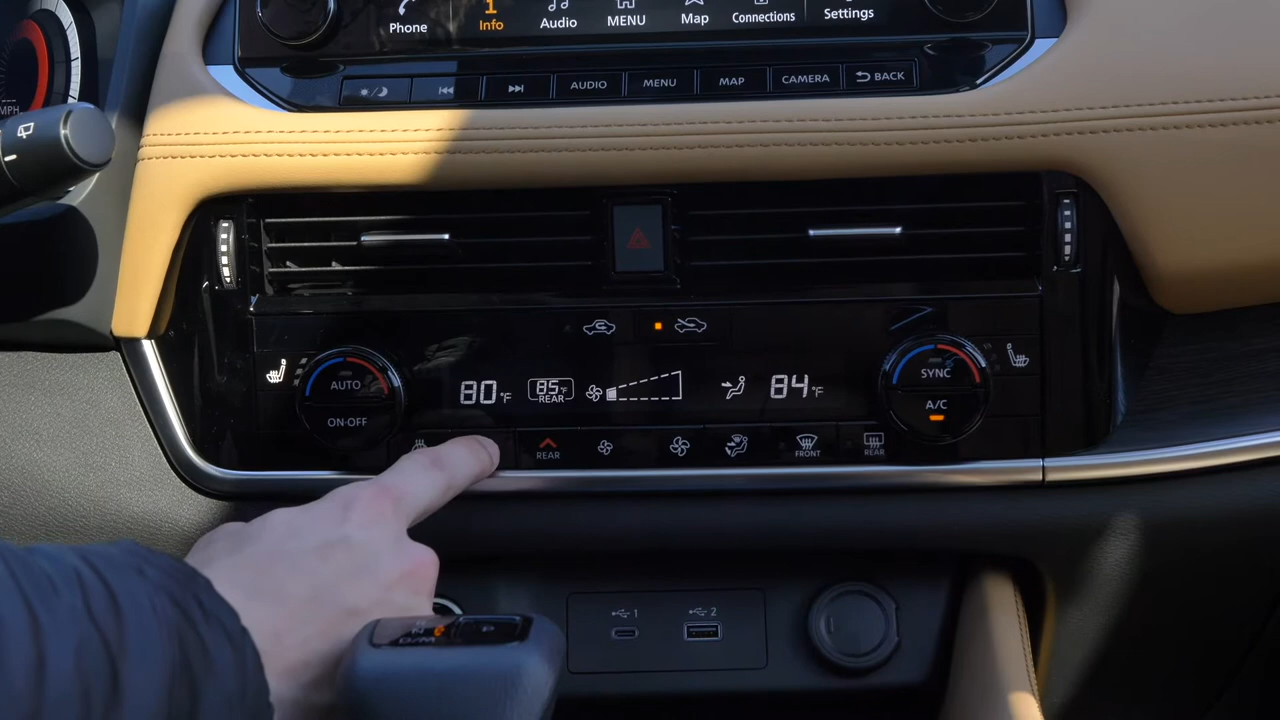 Phone
Info
Audio
MENU
Map
Connections
Settings
AUDIO
MENU
MAP
CAMERA
BACK
MPH
AUTO
ON·OFF
80°F
85°F
REAR
84°F
SYNC
A/C
REAR
FRONT
REAR
1
2
N
D/M
P